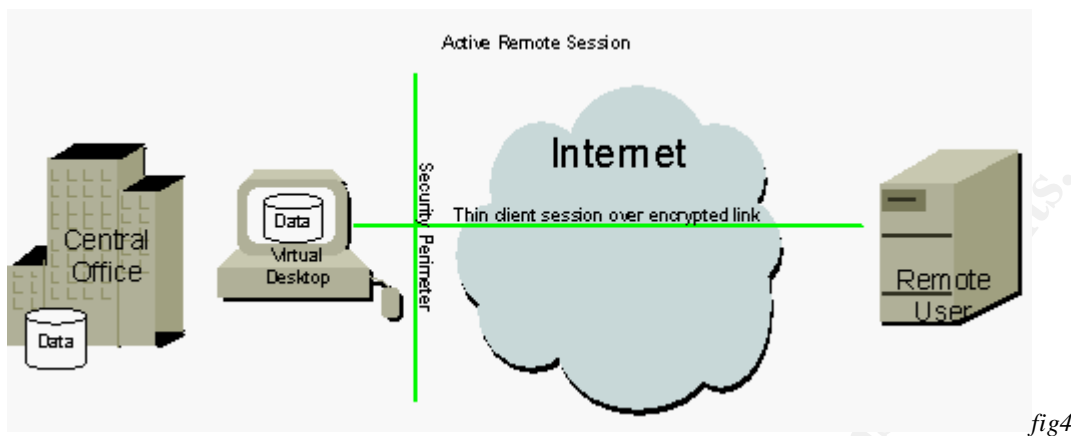 Active Remote Session
Internet
Security Perimeter
Thin client session over encrypted link
Central
Office
Data
Data
Virtual
Desktop
Remote
User
fig4